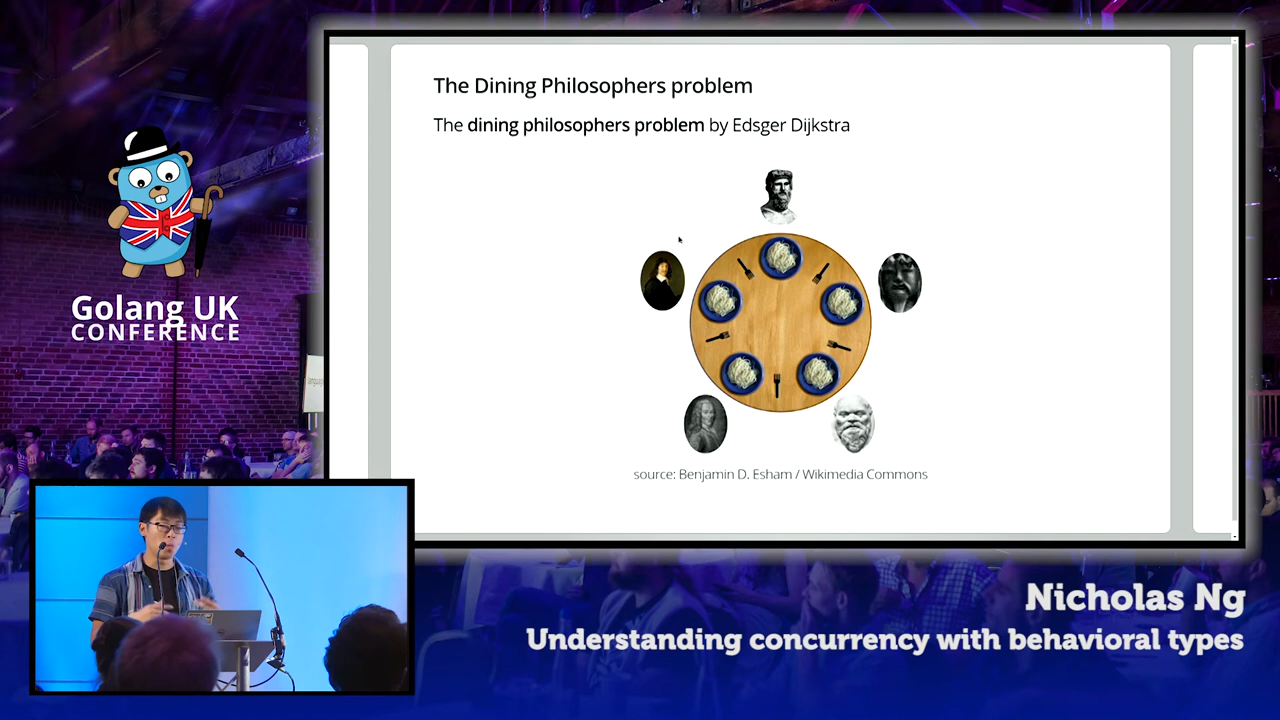 The Dining Philosophers problem
The dining philosophers problem by Edsger Dijkstra
source: Benjamin D. Esham / Wikimedia Commons
Golang UK
CONFERENCE
Nicholas Ng
Understanding concurrency with behavioral types